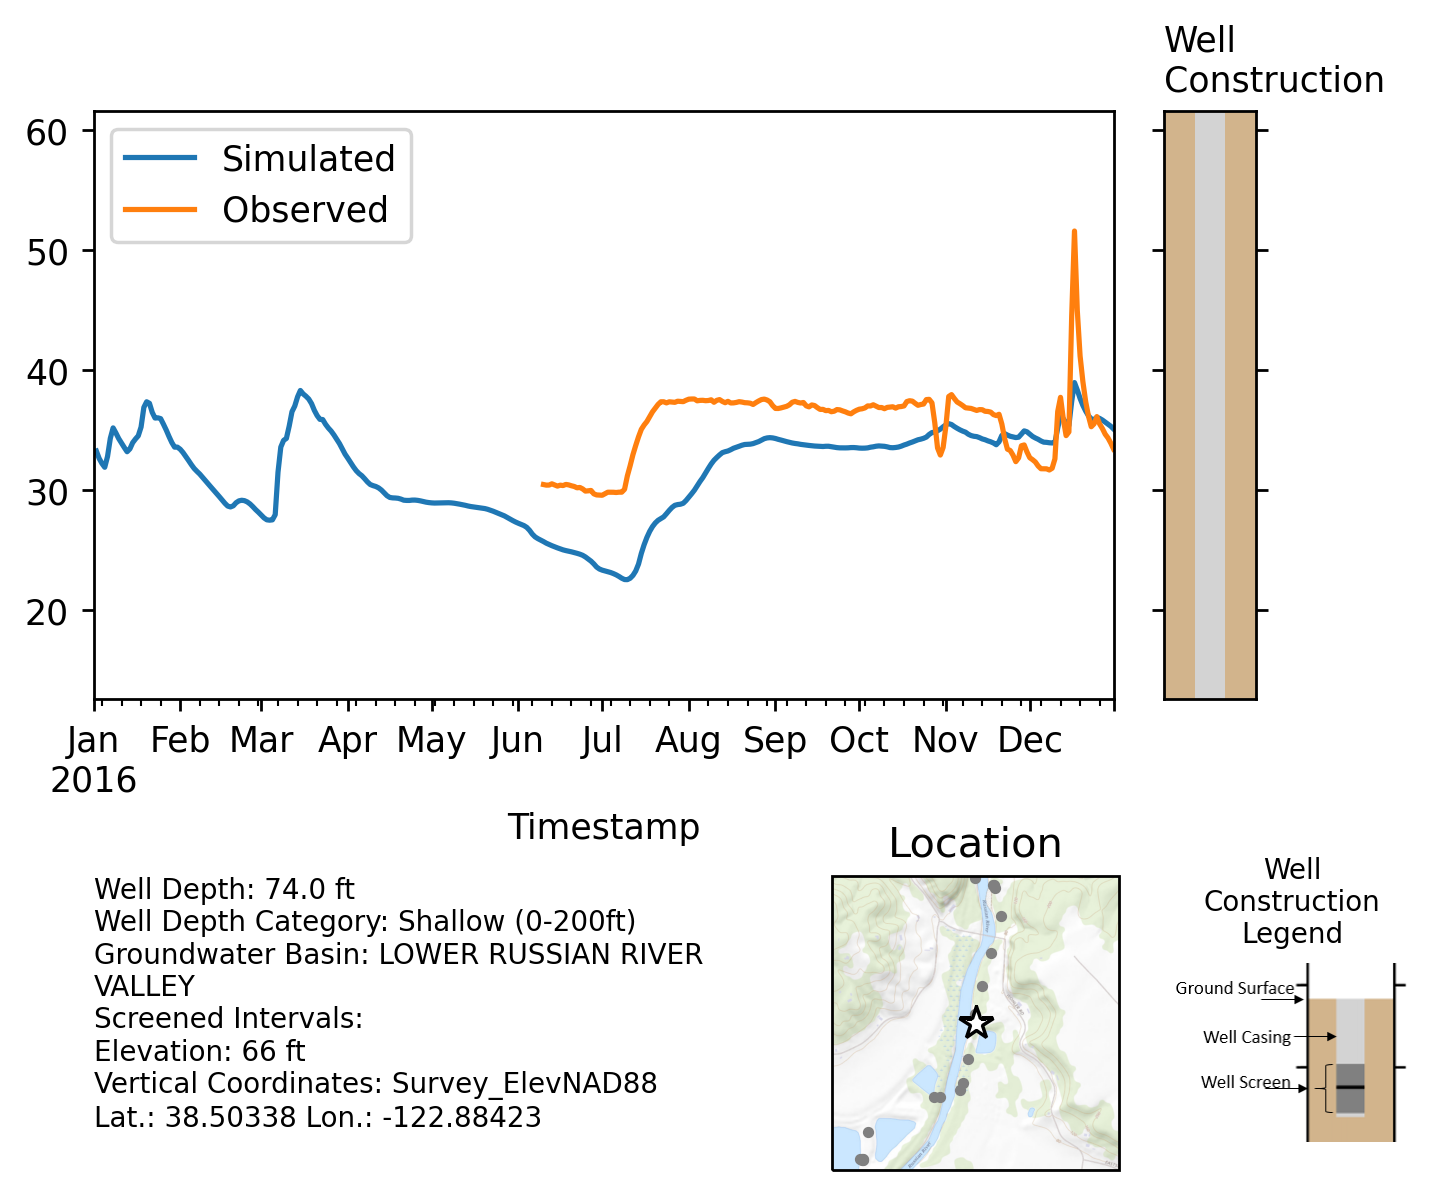 Well
Construction
60
50
40
30
20
Simulated
Observed
Jan
2016
Feb
Mar
Apr
May
Jun
Jul
Aug
Sep
Oct
Nov
Dec
Timestamp
Well Depth: 74.0 ft
Well Depth Category: Shallow (0-200ft)
Groundwater Basin: LOWER RUSSIAN RIVER
VALLEY
Screened Intervals:
Elevation: 66 ft
Vertical Coordinates: Survey_ElevNAD88
Lat.: 38.50338 Lon.: -122.88423
Location
Well
Construction
Legend
Ground Surface
Well Casing
Well Screen